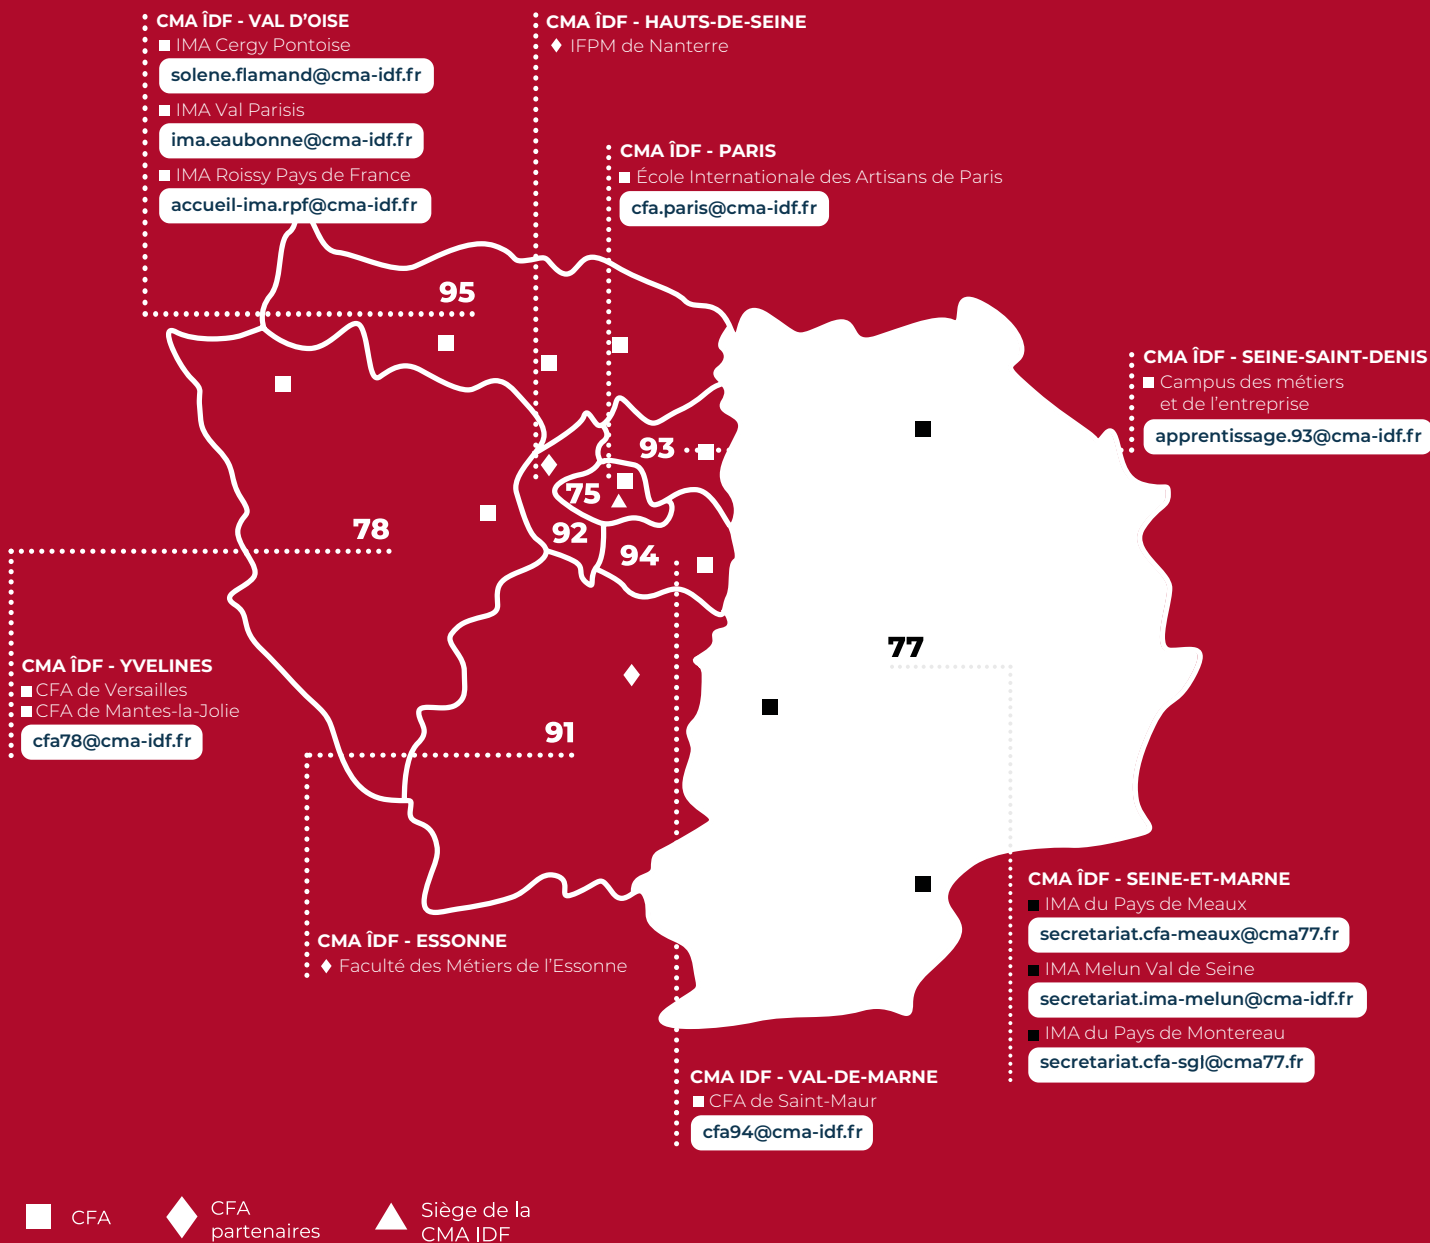 CMA ÎDF - VAL D'OISE
IMA Cergy Pontoise
solene.flamand@cma-idf.fr
IMA Val Parisis
ima.eaubonne@cma-idf.fr
IMA Roissy Pays de France
accueil-ima.rpf@cma-idf.fr
CMA ÎDF - HAUTS-DE-SEINE
IFPM de Nanterre
CMA ÎDF - PARIS
École Internationale des Artisans de Paris
cfa.paris@cma-idf.fr
95
CMA ÎDF - SEINE-SAINT-DENIS
Campus des métiers
et de l'entreprise
apprentissage.93@cma-idf.fr
93
75
78
92
94
77
CMA ÎDF - YVELINES
CFA de Versailles
CFA de Mantes-la-Jolie
cfa78@cma-idf.fr
91
CMA ÎDF - ESSONNE
Faculté des Métiers de l'Essonne
CMA ÎDF - SEINE-ET-MARNE
IMA du Pays de Meaux
secretariat.cfa-meaux@cma77.fr
IMA Melun Val de Seine
secretariat.ima-melun@cma-idf.fr
IMA du Pays de Montereau
secretariat.cfa-sgl@cma77.fr
CMA IDF - VAL-DE-MARNE
CFA de Saint-Maur
cfa94@cma-idf.fr
CFA
CFA
partenaires
Siège de la
CMA IDF